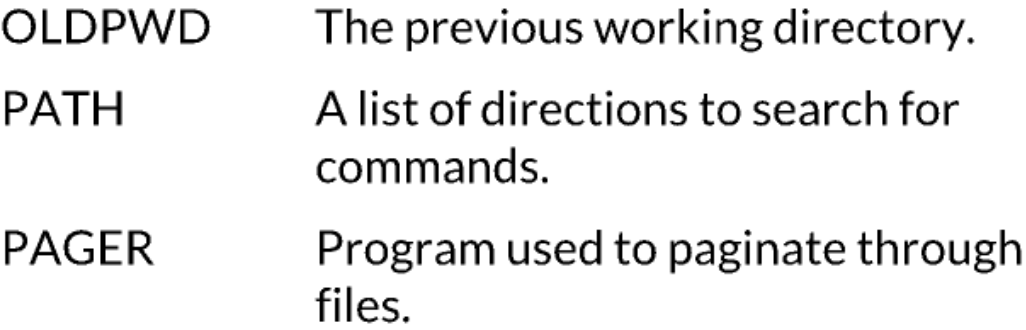 OLDPWD The previous working directory.
PATH A list of directions to search for
commands.
PAGER Program used to paginate through
files.